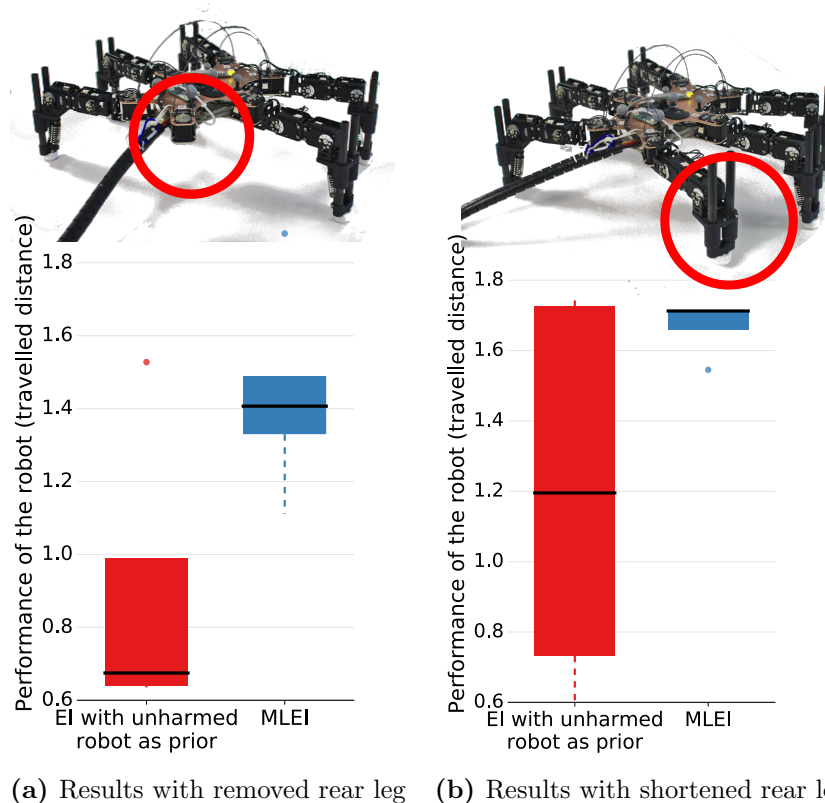 Performance of the robot (travelled distance)
1.8
1.6
1.4
1.2
1.0
0.8
0.6
EI with unharmed
robot as prior
MLEI
(a) Results with removed rear leg
Performance of the robot (travelled distance)
1.8
1.6
1.4
1.2
1.0
0.8
0.6
EI with unharmed
robot as prior
MLEI
(b) Results with shortened rear le